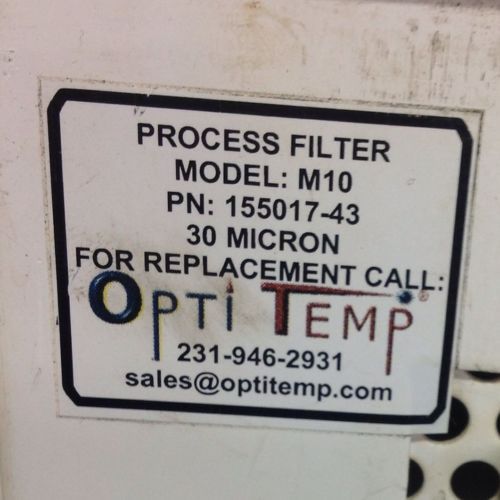 PROCESS FILTER
MODEL: M10
PN: 155017-43
30 MICRON
FOR REPLACEMENT CALL:
OPTI TEMP®
231-946-2931
sales@optitemp.com